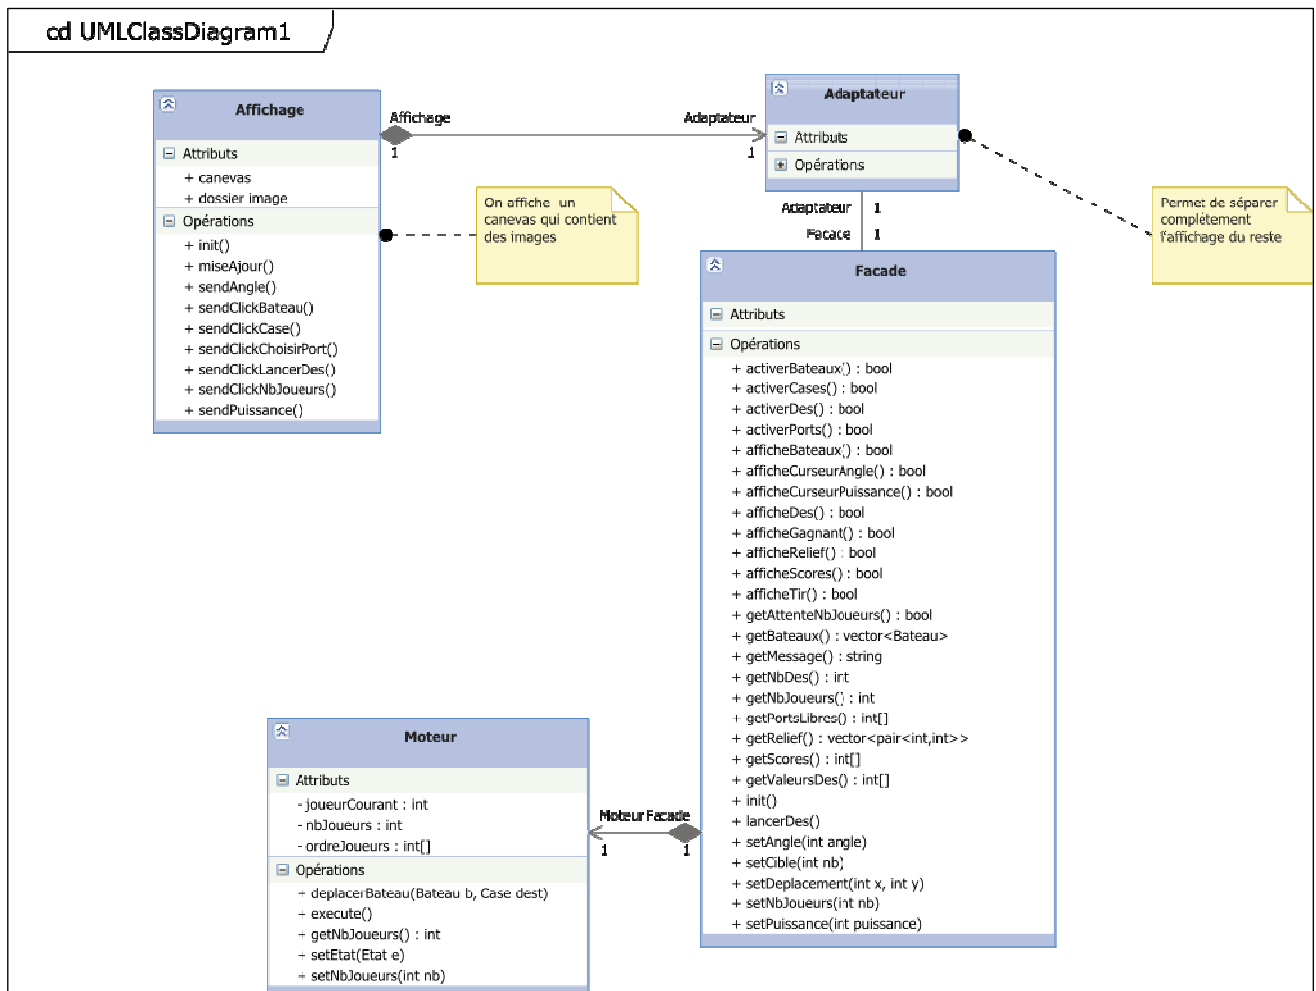 cd UMLClassDiagram1
Affichage
Attributs
+ canevas
+ dossier image
Opérations
+ init()
+ miseAjour()
+ sendAngle()
+ sendClickBateau()
+ sendClickCase()
+ sendClickChoisirPort()
+ sendClickLancerDes()
+ sendClickNbJoueurs()
+ sendPuissance()
Affichage
1
Adaptateur
1
Adaptateur
Attributs
Opérations
On affiche un
canevas qui contient
des images
Permet de séparer
complètement
l'affichage du reste
Adaptateur 1
Facace 1
Facade
Attributs
Opérations
+ activerBateaux() : bool
+ activerCases() : bool
+ activerDes() : bool
+ activerPorts() : bool
+ afficheBateaux() : bool
+ afficheCurseurAngle() : bool
+ afficheCurseurPuissance() : bool
+ afficheDes() : bool
+ afficheGagnant() : bool
+ afficheRelief() : bool
+ afficheScores() : bool
+ afficheTir() : bool
+ getAttenteNbJoueurs() : bool
+ getBateaux() : vector<Bateau>
+ getMessage() : string
+ getNbDes() : int
+ getNbJoueurs() : int
+ getPortsLibres() : int[]
+ getRelief() : vector<pair<int,int>>
+ getScores() : int[]
+ getValeursDes() : int[]
+ init()
+ lancerDes()
+ setAngle(int angle)
+ setCible(int nb)
+ setDeplacement(int x, int y)
+ setNbJoueurs(int nb)
+ setPuissance(int puissance)
Moteur Facade
1 1
Moteur
Attributs
- joueurCourant : int
- nbJoueurs : int
- ordreJoueurs : int[]
Opérations
+ deplacerBateau(Bateau b, Case dest)
+ execute()
+ getNbJoueurs() : int
+ setEtat(Etat e)
+ setNbJoueurs(int nb)